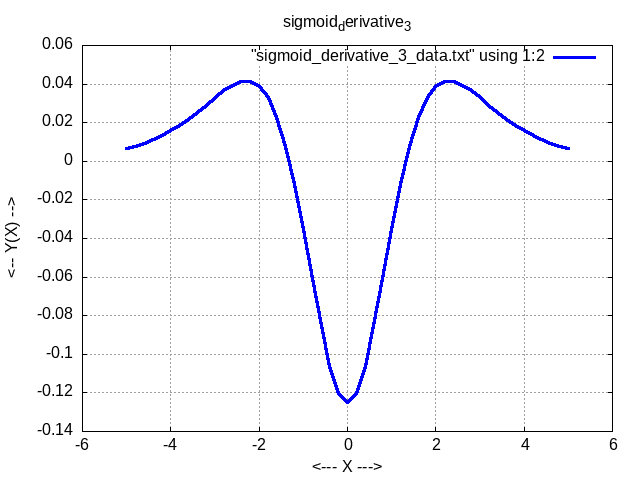 sigmoid_derivative_3
0.06
"sigmoid_derivative_3_data.txt" using 1:2
0.04
0.02
0
-0.02
-0.04
-0.06
-0.08
-0.1
-0.12
-0.14
<-- Y(X) -->
-6 -4 -2 0 2 4 6
<--- X --->